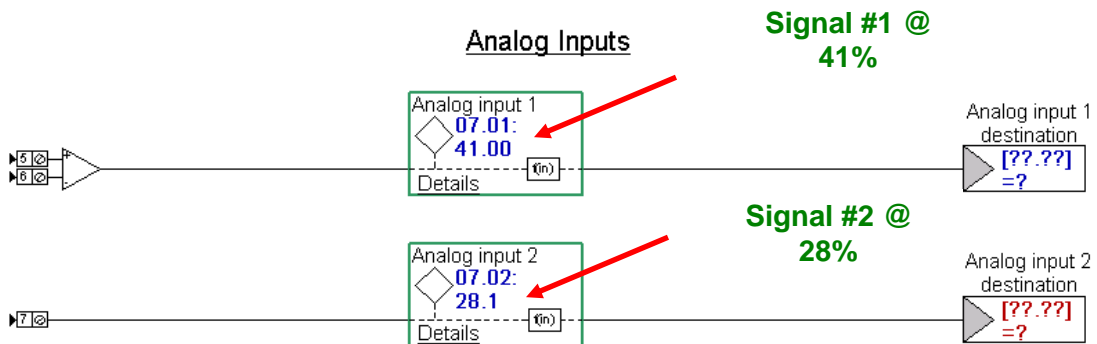 Signal #1 @
41%
Analog Inputs
Analog input 1
07.01:
41.00
f(in)
Details
5
6
+
-
Analog input 1
destination
[??.??]
=?
Signal #2 @
28%
Analog input 2
07.02:
28.1
f(in)
Details
7
Analog input 2
destination
[??.??]
=?